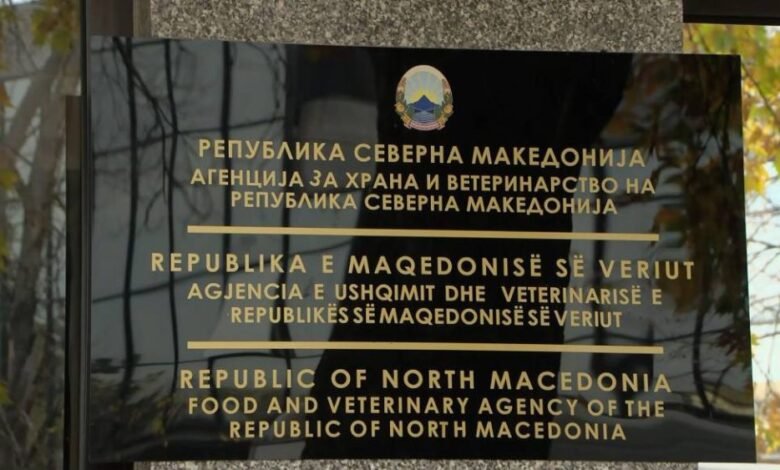 РЕПУБЛИКА СЕВЕРНА МАКЕДОНИЈА
АГЕНЦИЈА ЗА ХРАНА И ВЕТЕРИНАРСТВО НА
РЕПУБЛИКА СЕВЕРНА МАКЕДОНИЈА
REPUBLIKA E MAQEDONISË SË VERIUT
AGJENCIA E USHQIMIT DHE VETERINARISË E
REPUBLIKËS SË MAQEDONISË SË VERIUT
REPUBLIC OF NORTH MACEDONIA
FOOD AND VETERINARY AGENCY OF THE
REPUBLIC OF NORTH MACEDONIA